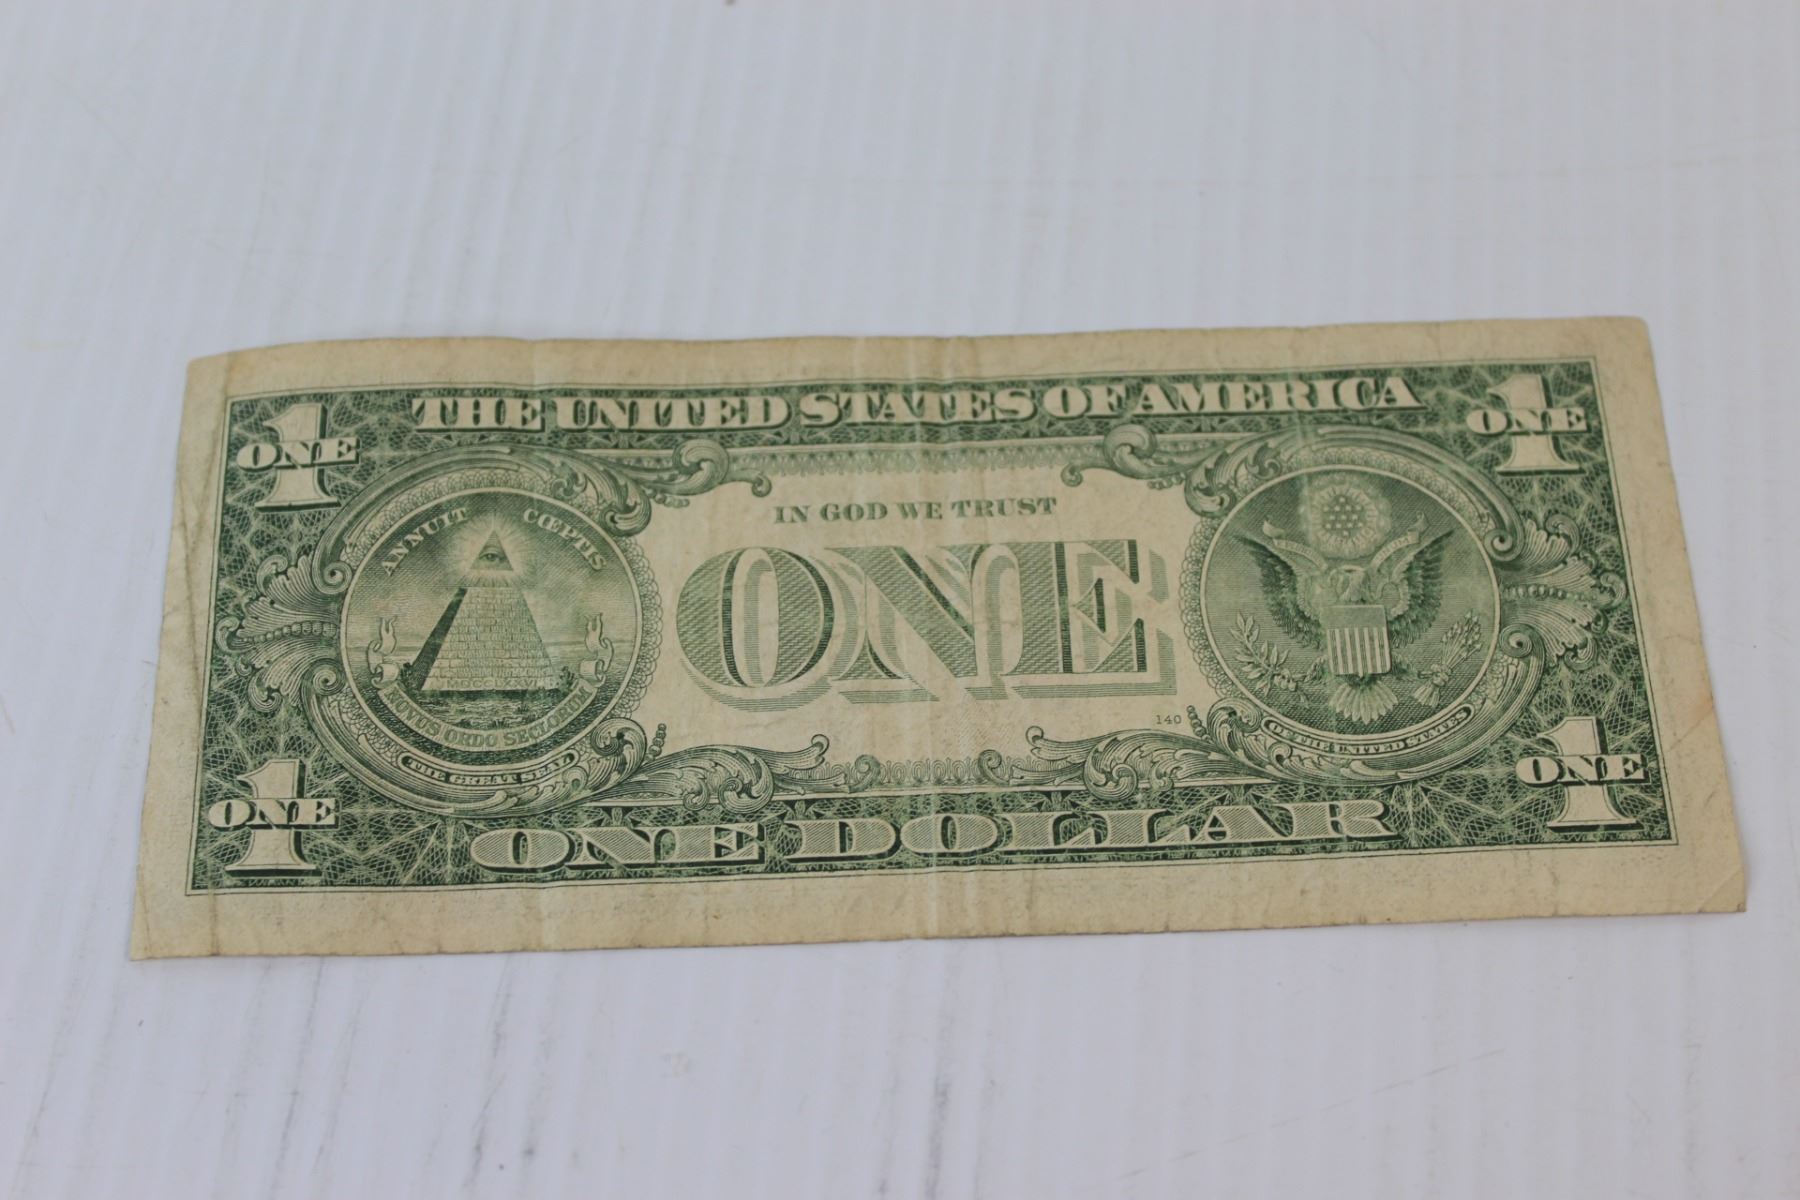 THE UNITED STATES OF AMERICA
ONE
1
ONE
1
ANNUIT CŒPTIS
IN GOD WE TRUST
ONE
NOVUS ORDO SECLORUM
THE GREAT SEAL
140
OF THE UNITED STATES
ONE
1
ONE
1
ONE DOLLAR